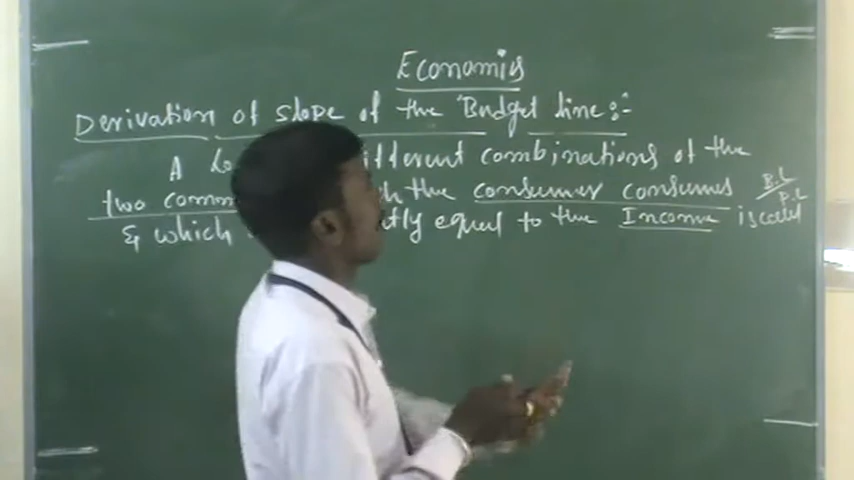 Economics
Derivation of slope of the Budget line :-
A different combinations of the
two the consumer consumes B.L / P.L
& which equal to the Income is called